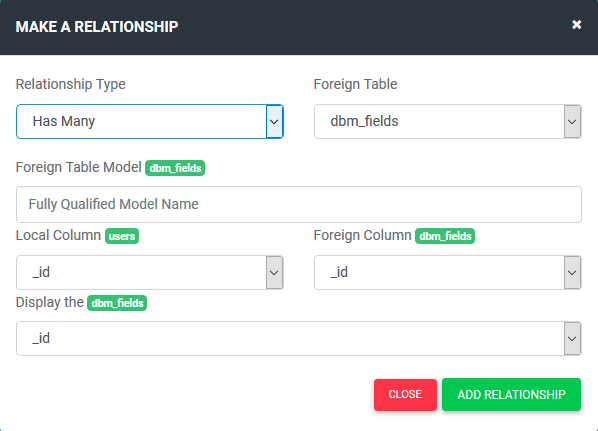 MAKE A RELATIONSHIP ×
Relationship Type Foreign Table
Has Many dbm_fields
Foreign Table Model dbm_fields
Fully Qualified Model Name
Local Column users Foreign Column dbm_fields
_id _id
Display the dbm_fields
_id
CLOSE ADD RELATIONSHIP